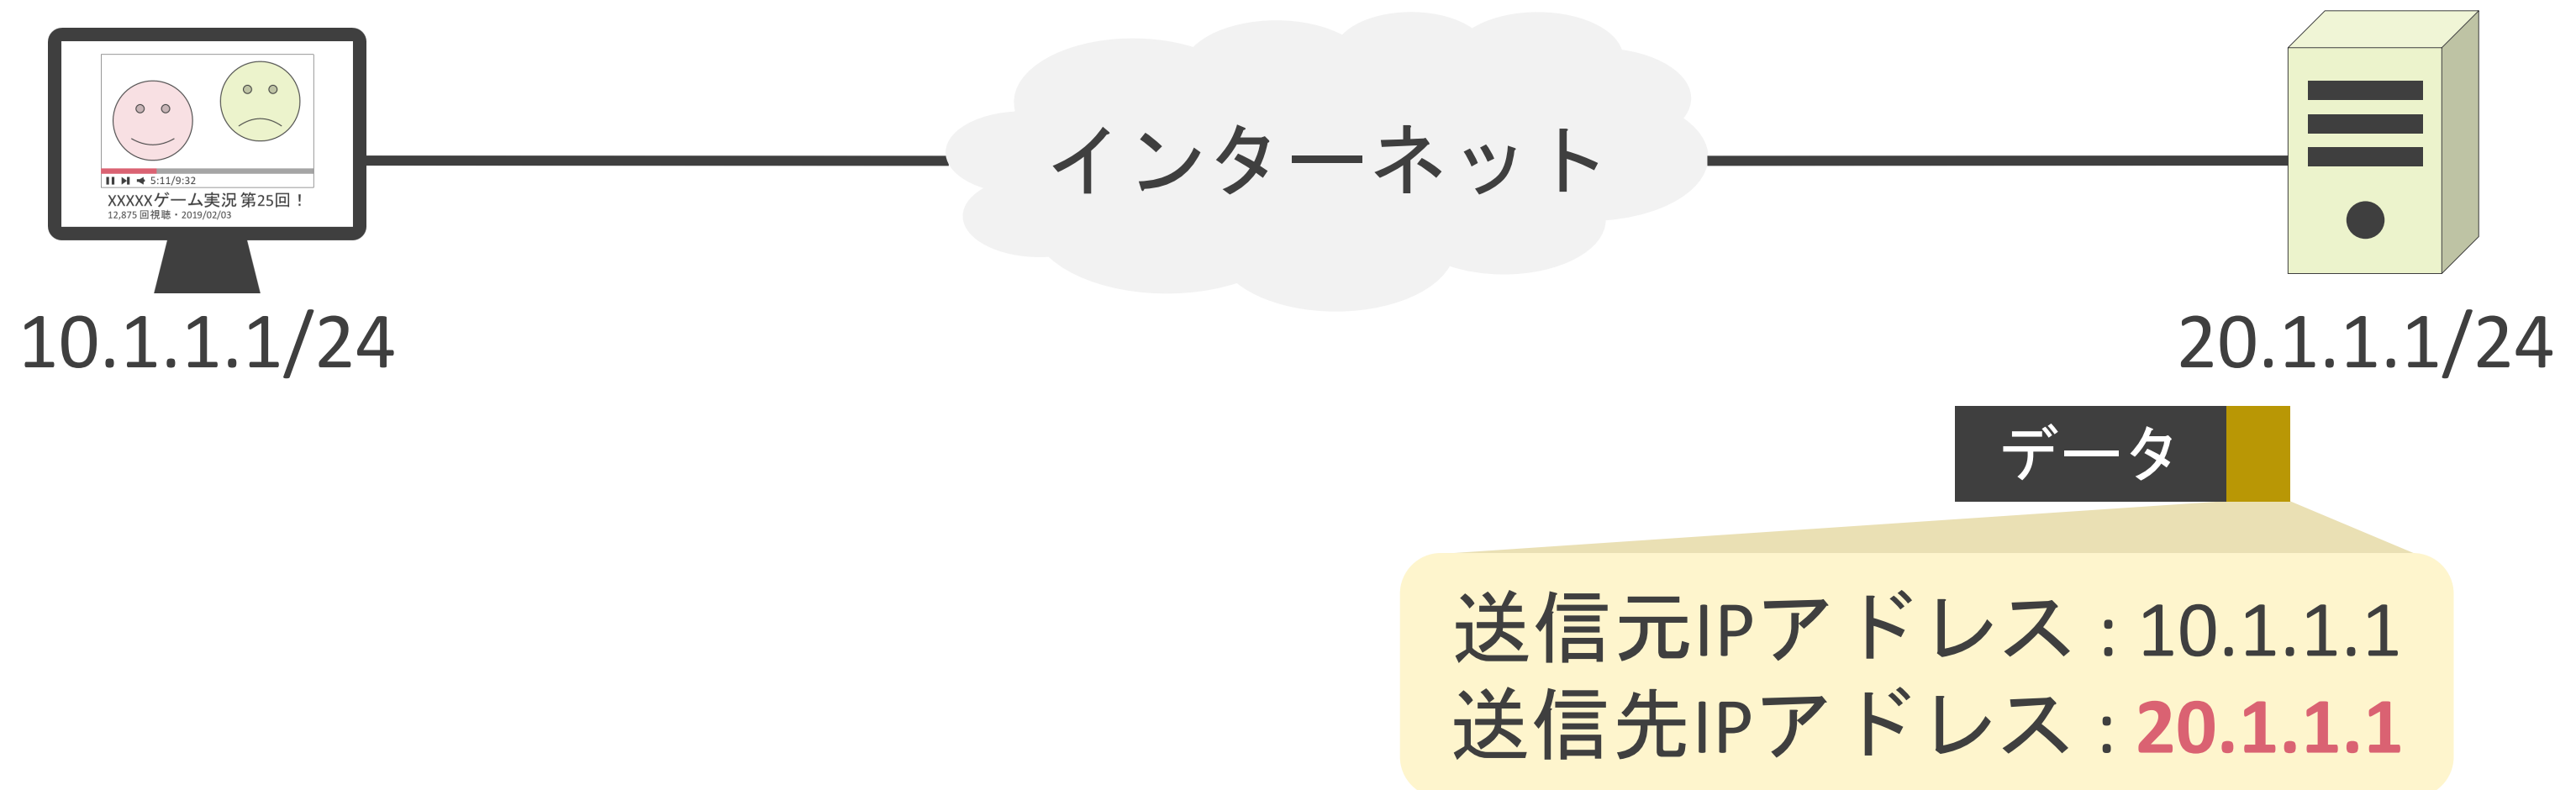 5:11/9:32
XXXXXゲーム実況 第25回！
12,875 回視聴・2019/02/03
インターネット
10.1.1.1/24
20.1.1.1/24
データ
送信元IPアドレス：10.1.1.1
送信先IPアドレス：20.1.1.1